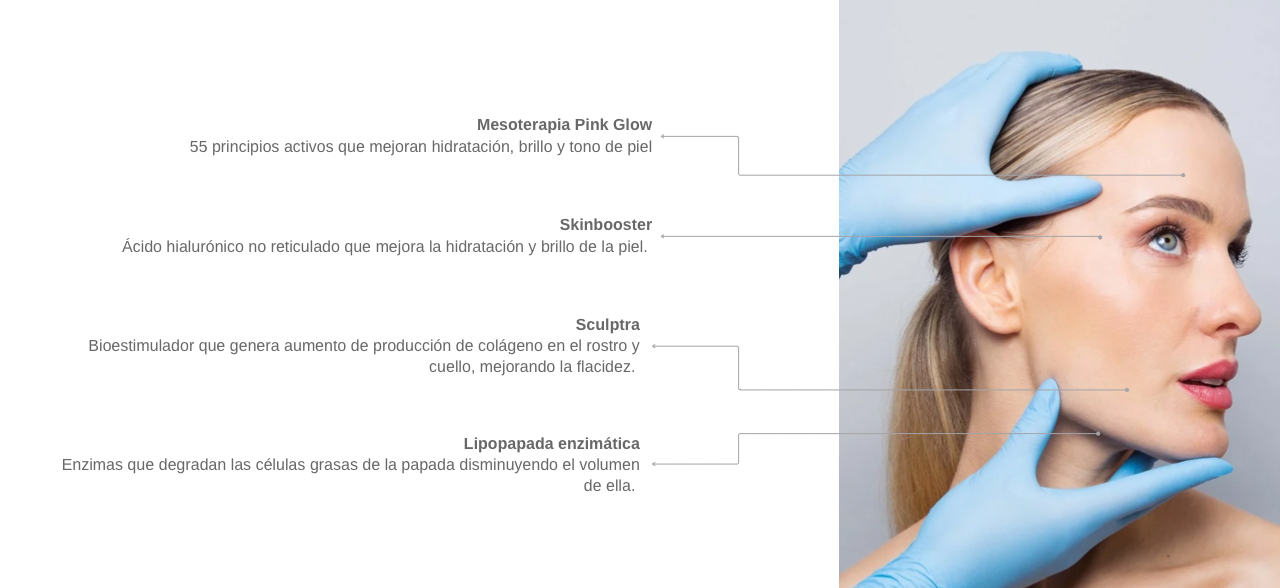 Mesoterapia Pink Glow
55 principios activos que mejoran hidratación, brillo y tono de piel
Skinbooster
Ácido hialurónico no reticulado que mejora la hidratación y brillo de la piel.
Sculptra
Bioestimulador que genera aumento de producción de colágeno en el rostro y
cuello, mejorando la flacidez.
Lipopapada enzimática
Enzimas que degradan las células grasas de la papada disminuyendo el volumen
de ella.